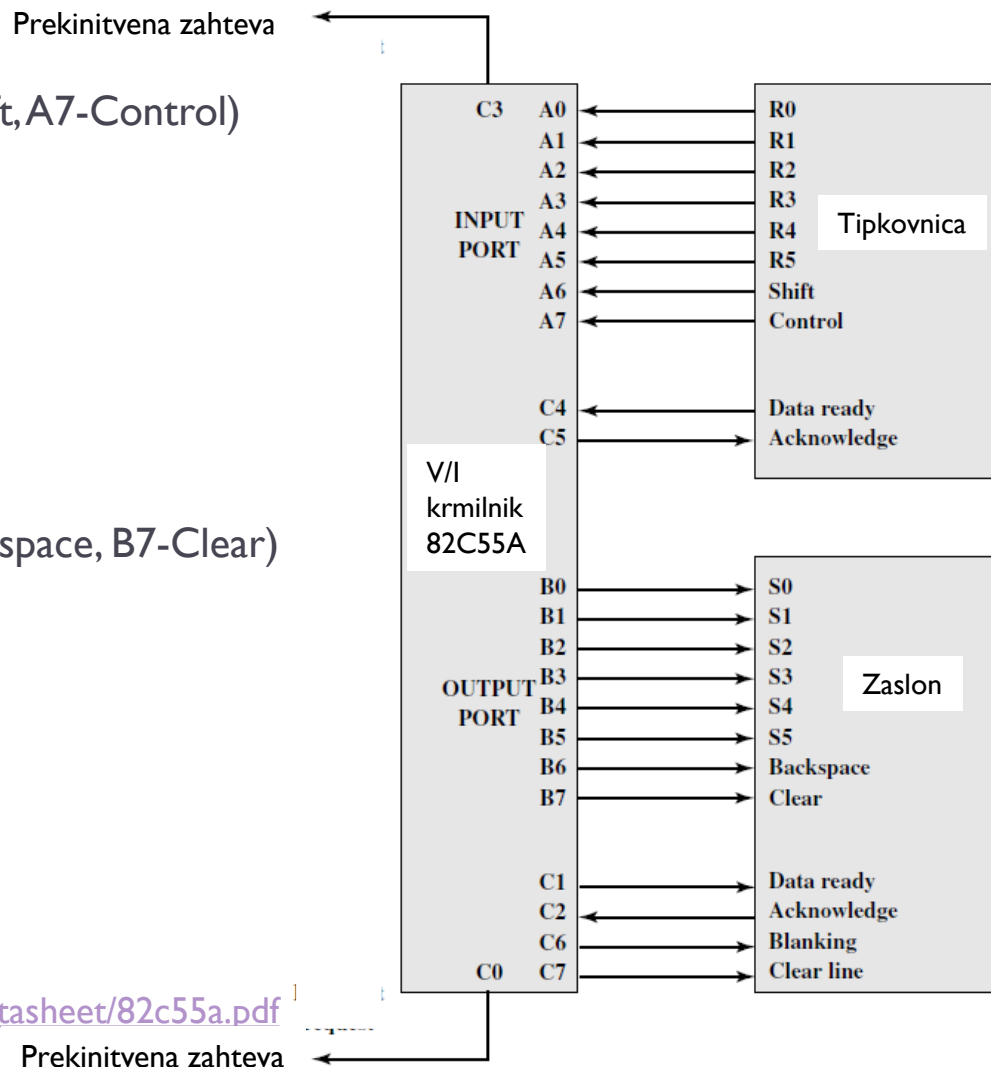 Prekinitvena zahteva
t, A7-Control)
C3 A0 R0
A1 R1
A2 R2
A3 R3
INPUT PORT
A4 R4
Tipkovnica
A5 R5
A6 Shift
A7 Control
C4 Data ready
C5 Acknowledge
V/I
krmilnik
82C55A
space, B7-Clear)
B0 S0
B1 S1
B2 S2
B3 S3
Zaslon
OUTPUT PORT
B4 S4
B5 S5
B6 Backspace
B7 Clear
C1 Data ready
C2 Acknowledge
C6 Blanking
C0 C7 Clear line
tasheet/82c55a.pdf
Prekinitvena zahteva